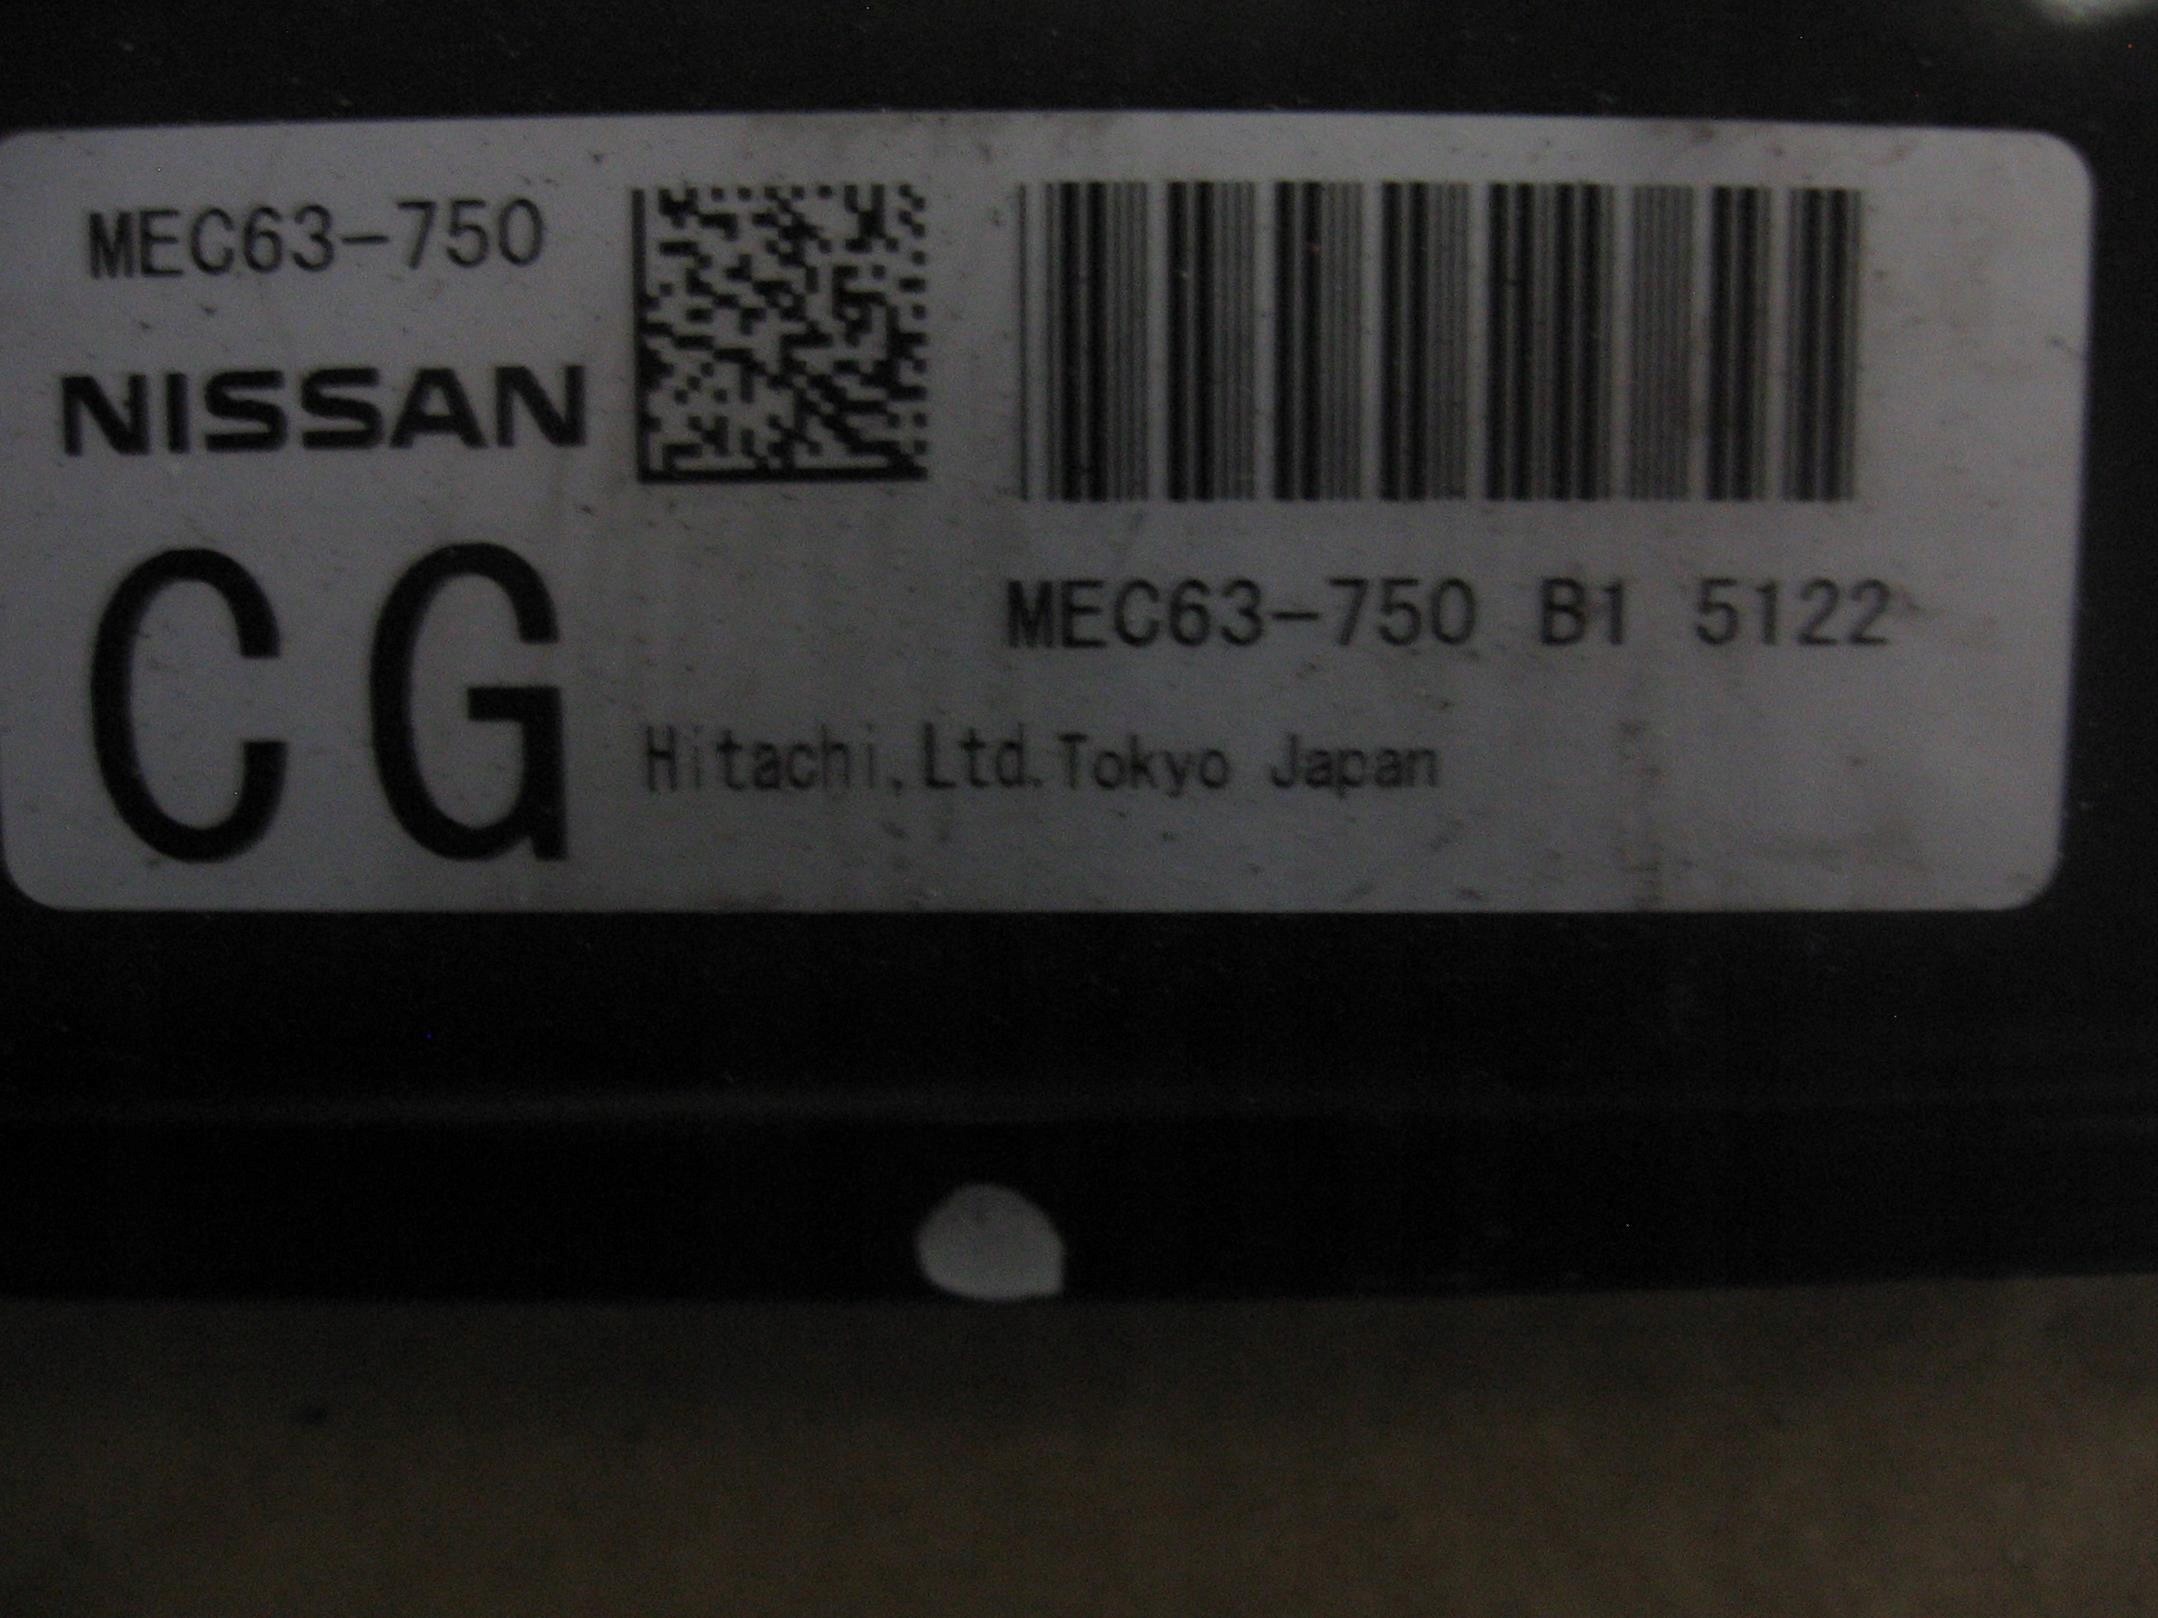 MEC63-750
NISSAN
CG
MEC63-750 B1 5122
Hitachi,Ltd.Tokyo Japan